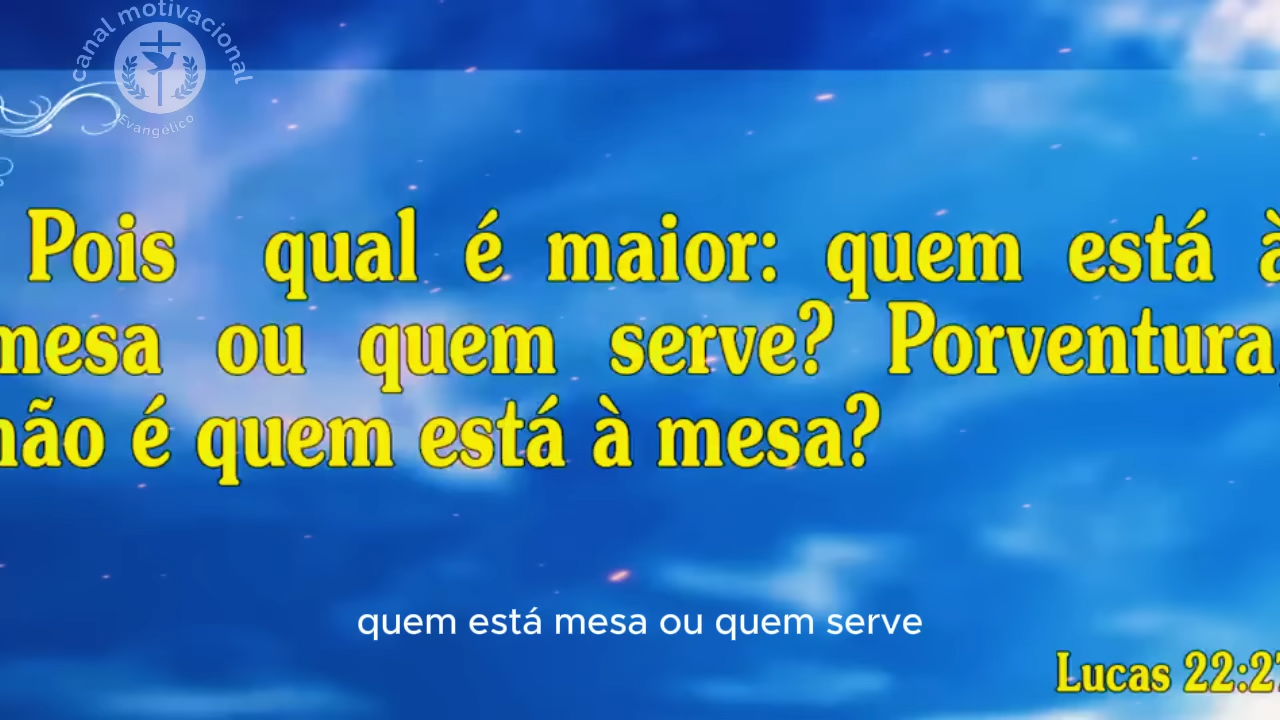 canal motivacional
Evangélico
Pois qual é maior: quem está à
mesa ou quem serve? Porventura,
não é quem está à mesa?
quem está mesa ou quem serve
Lucas 22:27